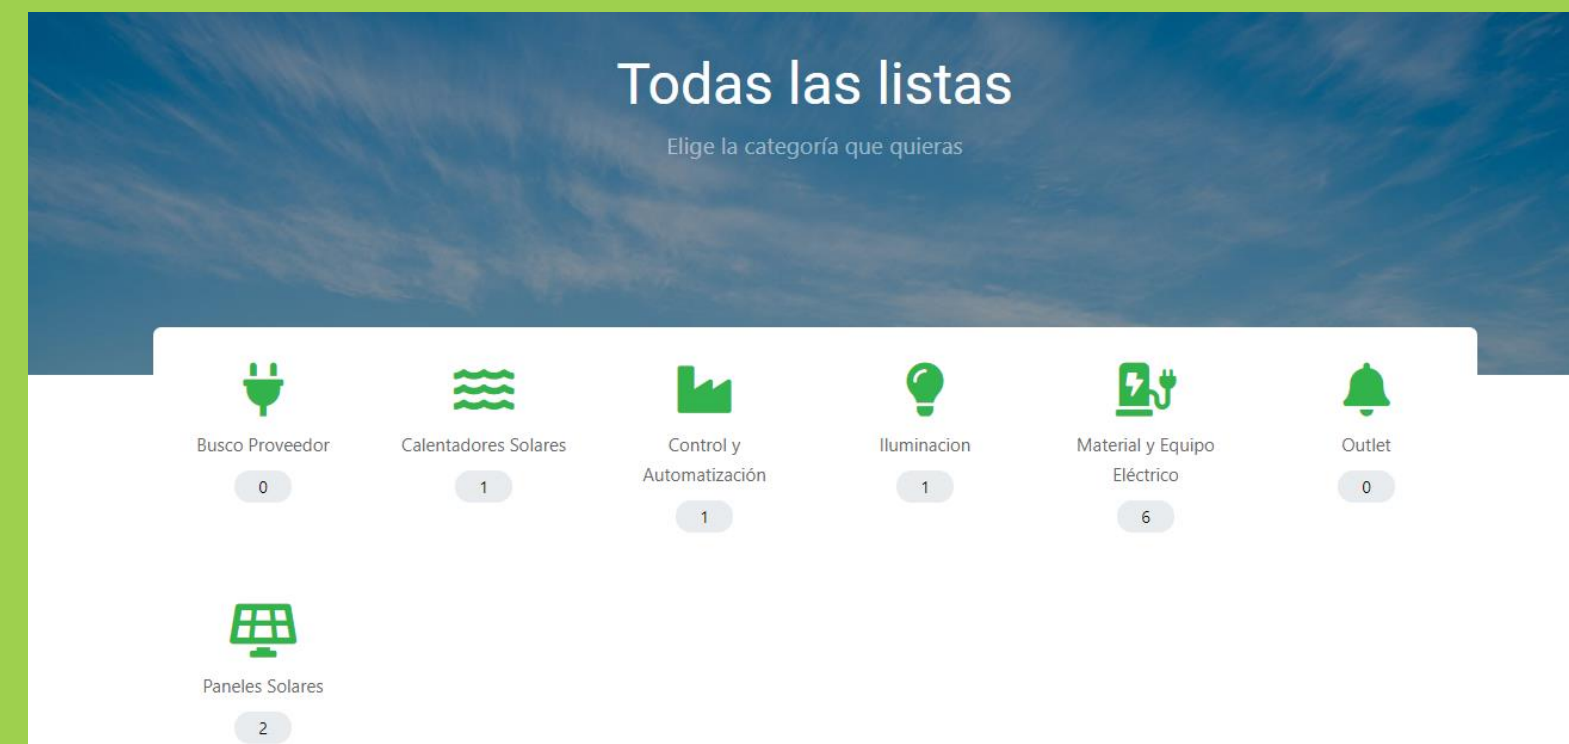 Todas las listas
Elige la categoría que quieras
Busco Proveedor
0
Calentadores Solares
1
Control y
Automatización
1
Iluminacion
1
Material y Equipo
Eléctrico
6
Outlet
0
Paneles Solares
2